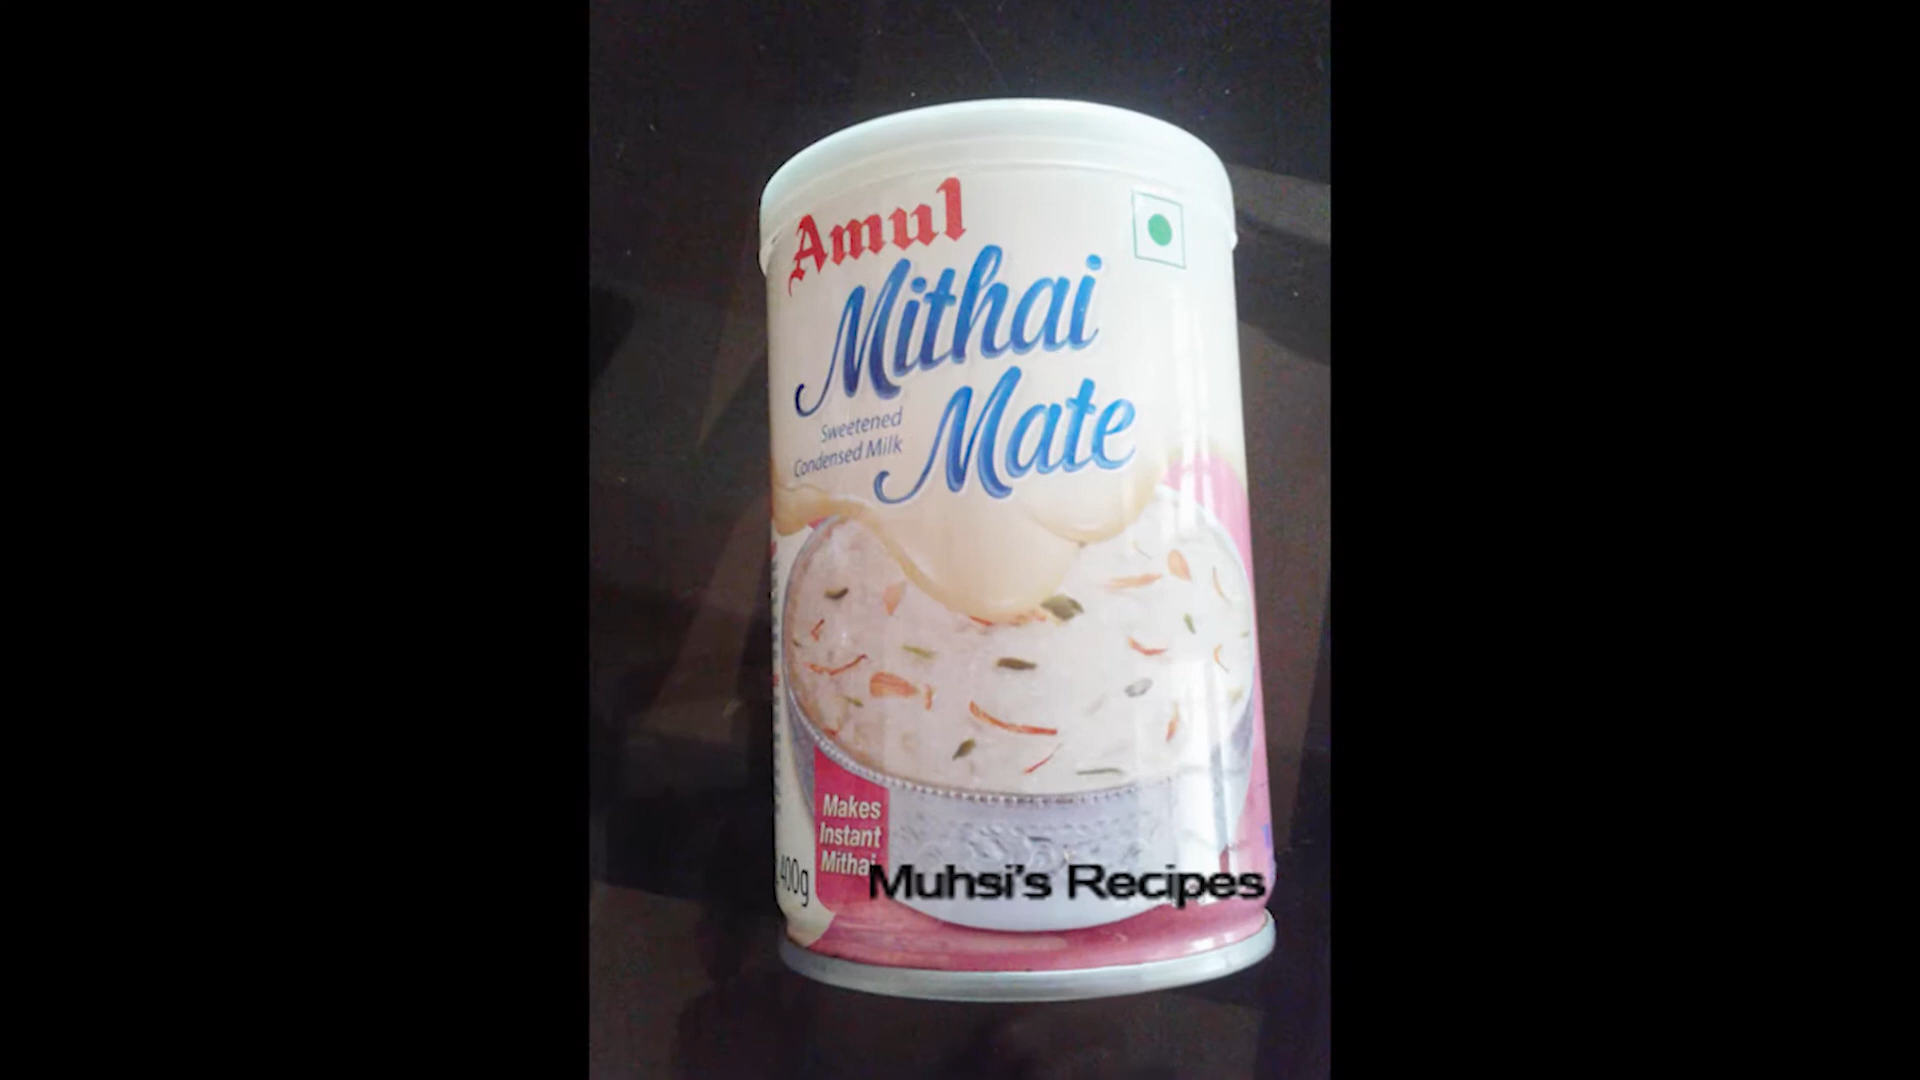 Amul
Mithai
Mate
Sweetened
Condensed Milk
Makes
Instant
Mithai
400g
Muhsi's Recipes